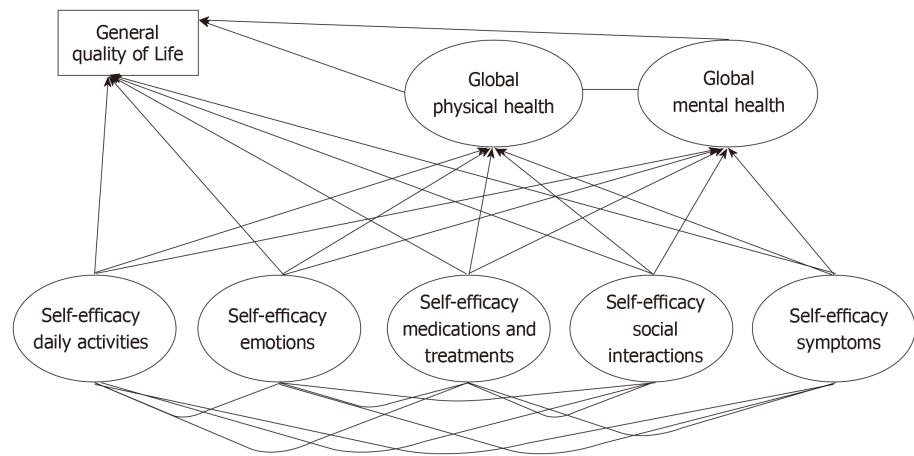 General
quality of Life
Global
physical health
Global
mental health
Self-efficacy
daily activities
Self-efficacy
emotions
Self-efficacy
medications and
treatments
Self-efficacy
social
interactions
Self-efficacy
symptoms